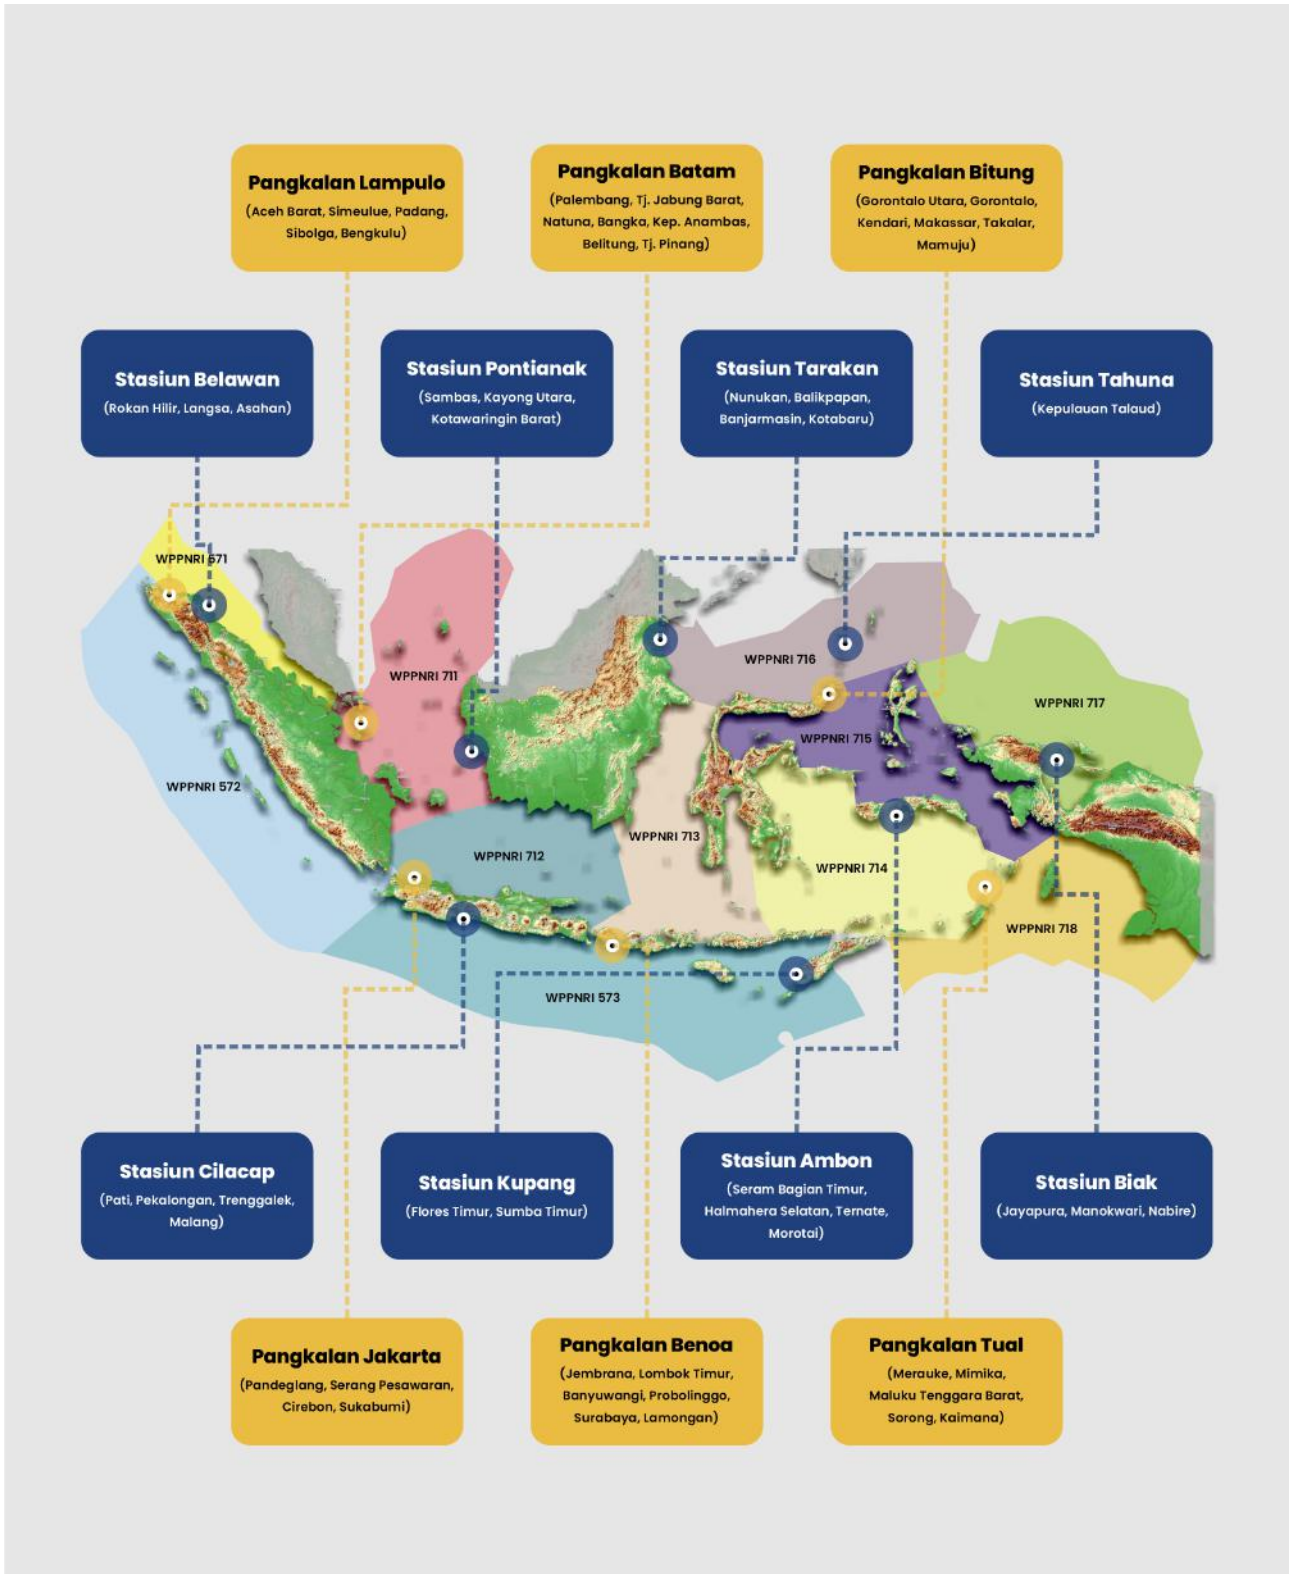 Pangkalan Lampulo
(Aceh Barat, Simeulue, Padang,
Sibolga, Bengkulu)
Pangkalan Batam
(Palembang, Tj. Jabung Barat,
Natuna, Bangka, Kep. Anambas,
Belitung, Tj. Pinang)
Pangkalan Bitung
(Gorontalo Utara, Gorontalo,
Kendari, Makassar, Takalar,
Mamuju)
Stasiun Belawan
(Rokan Hilir, Langsa, Asahan)
Stasiun Pontianak
(Sambas, Kayong Utara,
Kotawaringin Barat)
Stasiun Tarakan
(Nunukan, Balikpapan,
Banjarmasin, Kotabaru)
Stasiun Tahuna
(Kepulauan Talaud)
WPPNRI 571
WPPNRI 711
WPPNRI 716
WPPNRI 717
WPPNRI 715
WPPNRI 572
WPPNRI 713
WPPNRI 712
WPPNRI 714
WPPNRI 718
WPPNRI 573
Stasiun Cilacap
(Pati, Pekalongan, Trenggalek,
Malang)
Stasiun Kupang
(Flores Timur, Sumba Timur)
Stasiun Ambon
(Seram Bagian Timur,
Halmahera Selatan, Ternate,
Morotai)
Stasiun Biak
(Jayapura, Manokwari, Nabire)
Pangkalan Jakarta
(Pandeglang, Serang Pesawaran,
Cirebon, Sukabumi)
Pangkalan Benoa
(Jembrana, Lombok Timur,
Banyuwangi, Probolinggo,
Surabaya, Lamongan)
Pangkalan Tual
(Merauke, Mimika,
Maluku Tenggara Barat,
Sorong, Kaimana)